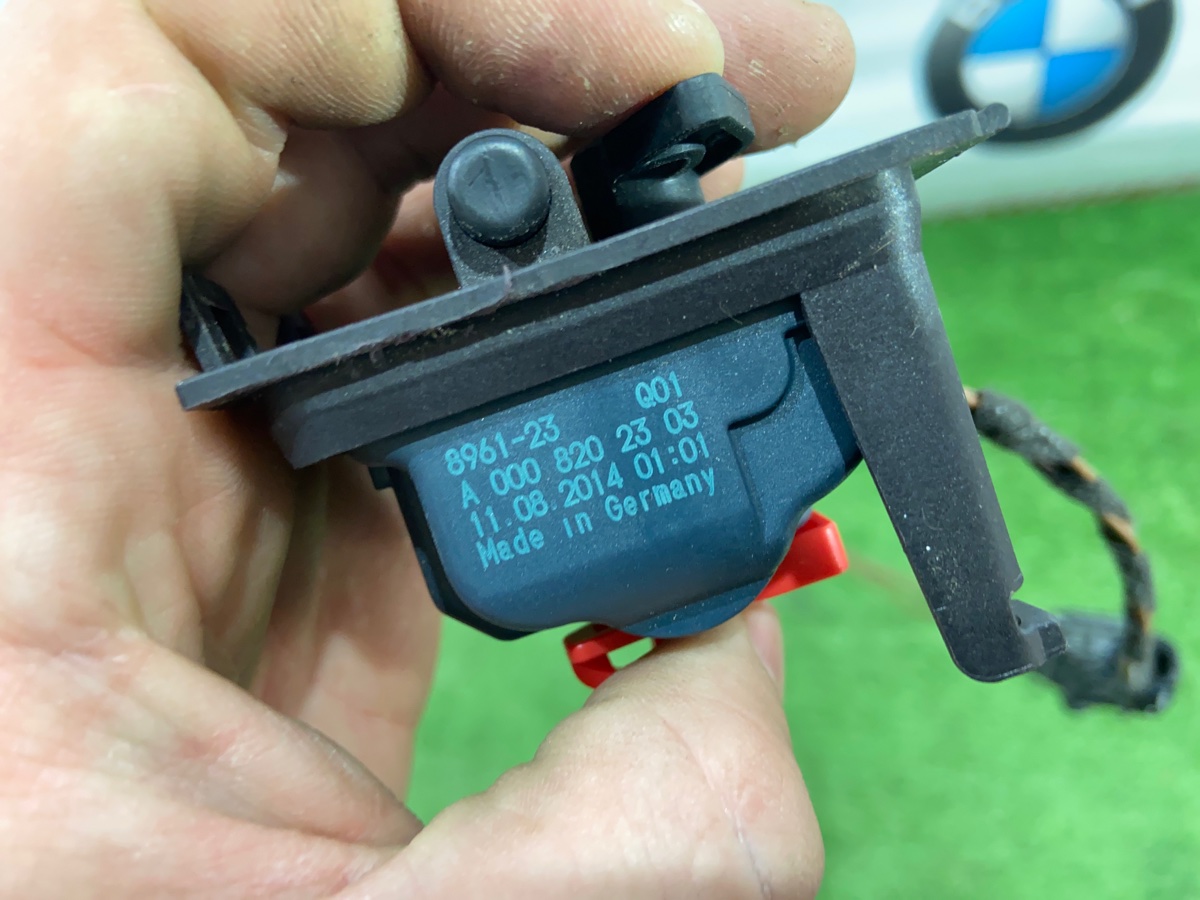 8961-23 Q01
A 000 820 23 03
11.08.2014 01:01
Made in Germany